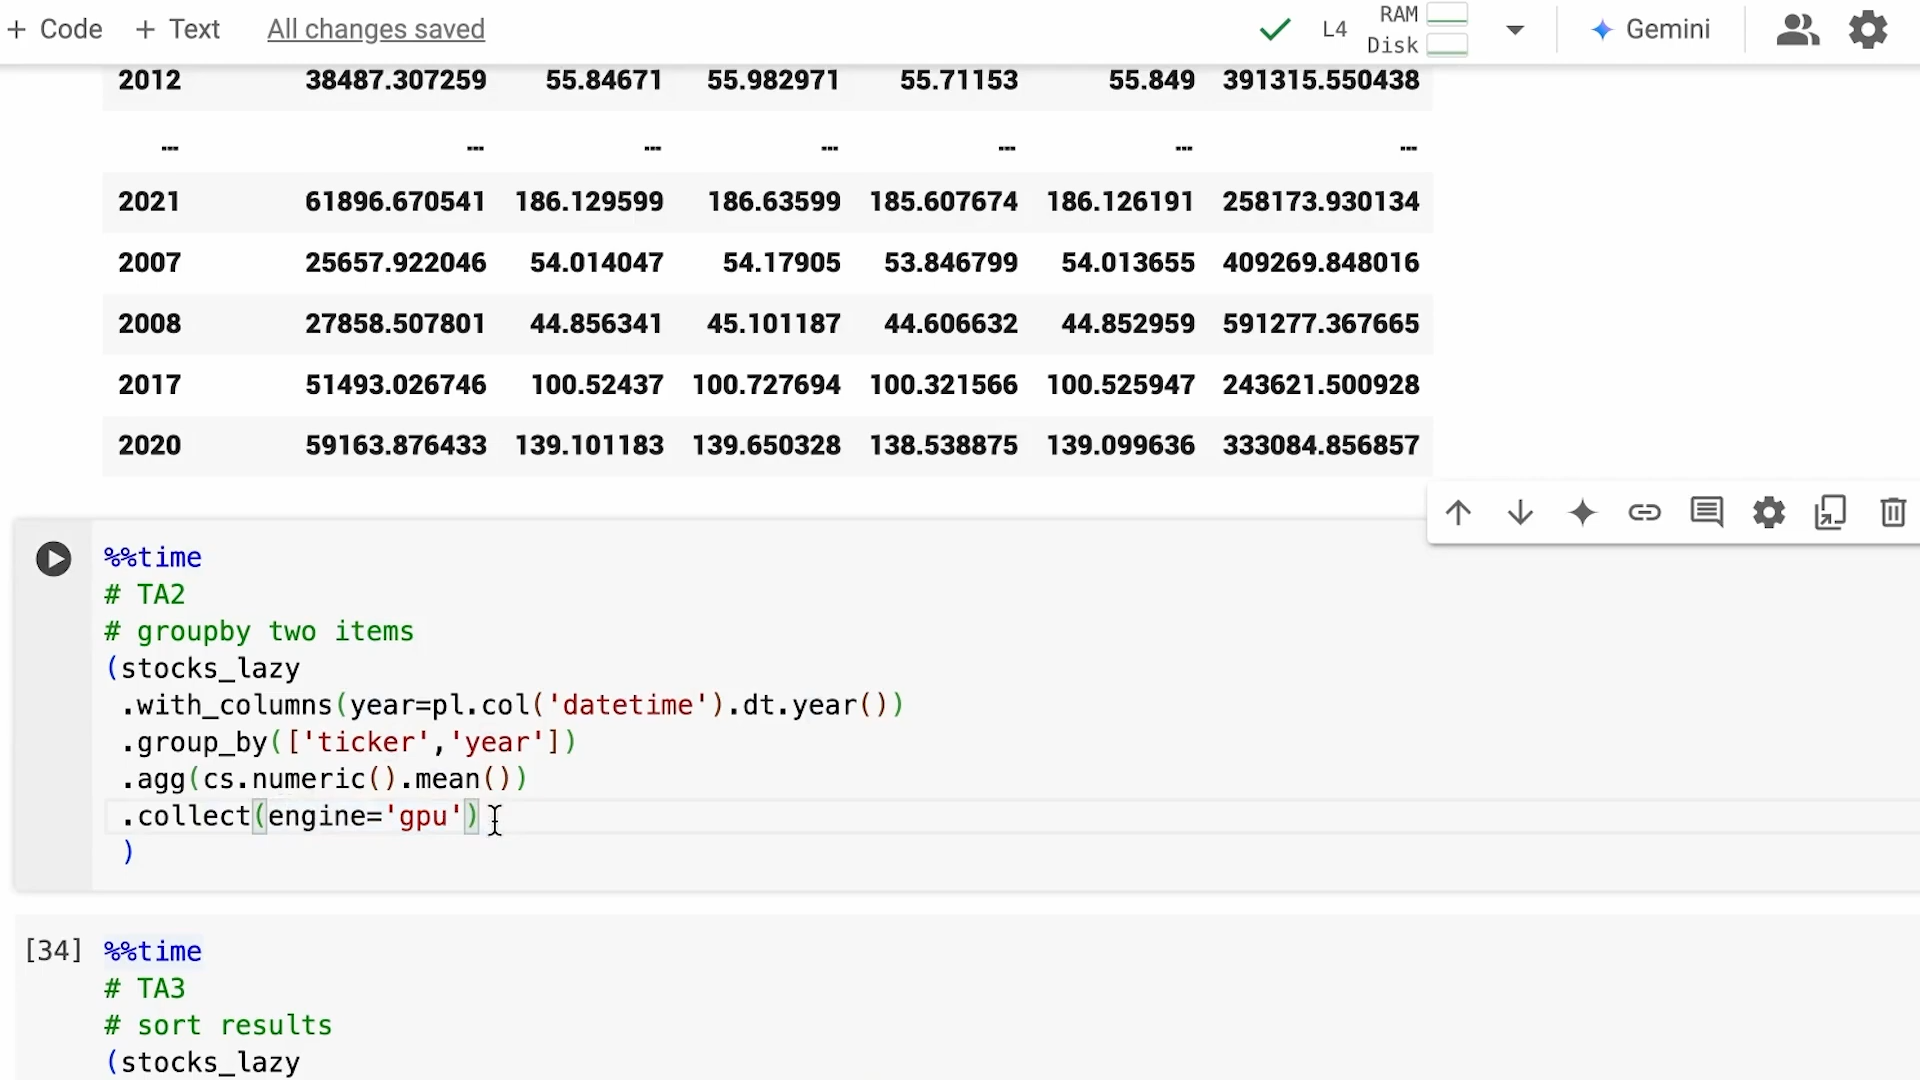 + Code + Text All changes saved L4 RAM Disk Gemini
2012 38487.307259 55.84671 55.982971 55.71153 55.849 391315.550438
… … … … … … …
2021 61896.670541 186.129599 186.63599 185.607674 186.126191 258173.930134
2007 25657.922046 54.014047 54.17905 53.846799 54.013655 409269.848016
2008 27858.507801 44.856341 45.101187 44.606632 44.852959 591277.367665
2017 51493.026746 100.52437 100.727694 100.321566 100.525947 243621.500928
2020 59163.876433 139.101183 139.650328 138.538875 139.099636 333084.856857
%%time
# TA2
# groupby two items
(stocks_lazy
.with_columns(year=pl.col('datetime').dt.year())
.group_by(['ticker','year'])
.agg(cs.numeric().mean())
.collect(engine='gpu')
)
[34] %%time
# TA3
# sort results
(stocks_lazy